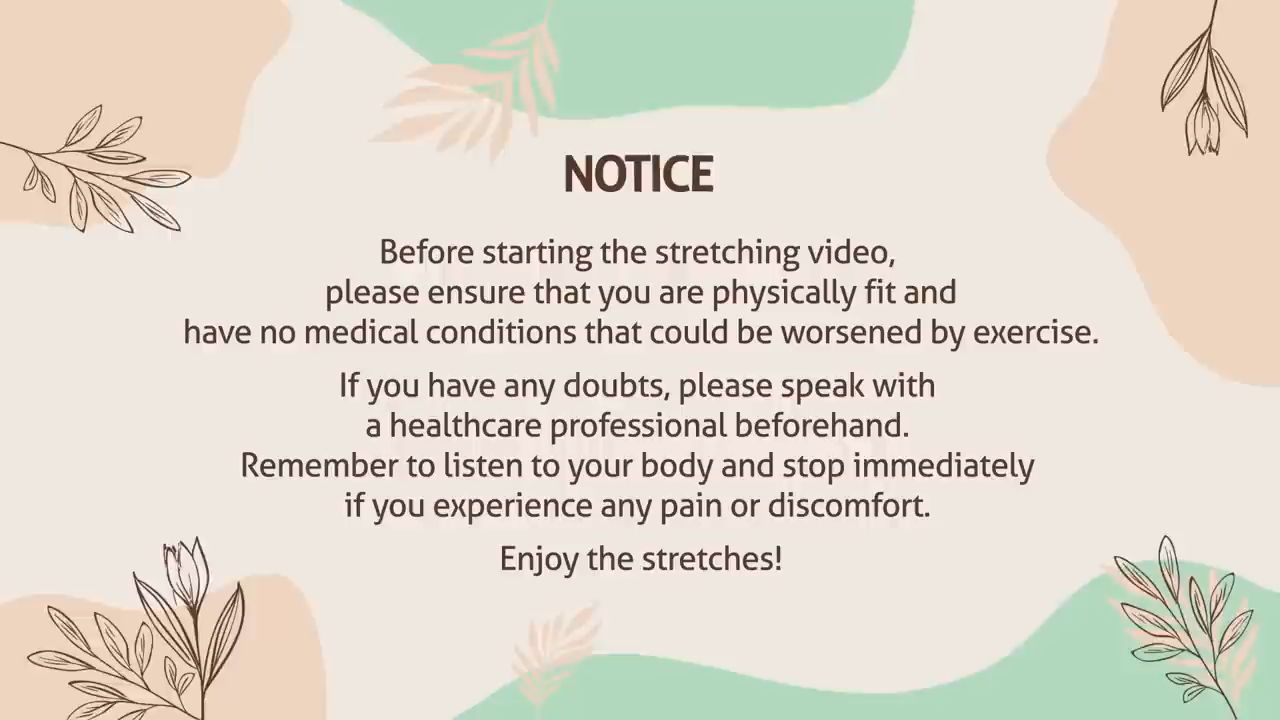 NOTICE
Before starting the stretching video,
please ensure that you are physically fit and
have no medical conditions that could be worsened by exercise.
If you have any doubts, please speak with
a healthcare professional beforehand.
Remember to listen to your body and stop immediately
if you experience any pain or discomfort.
Enjoy the stretches!